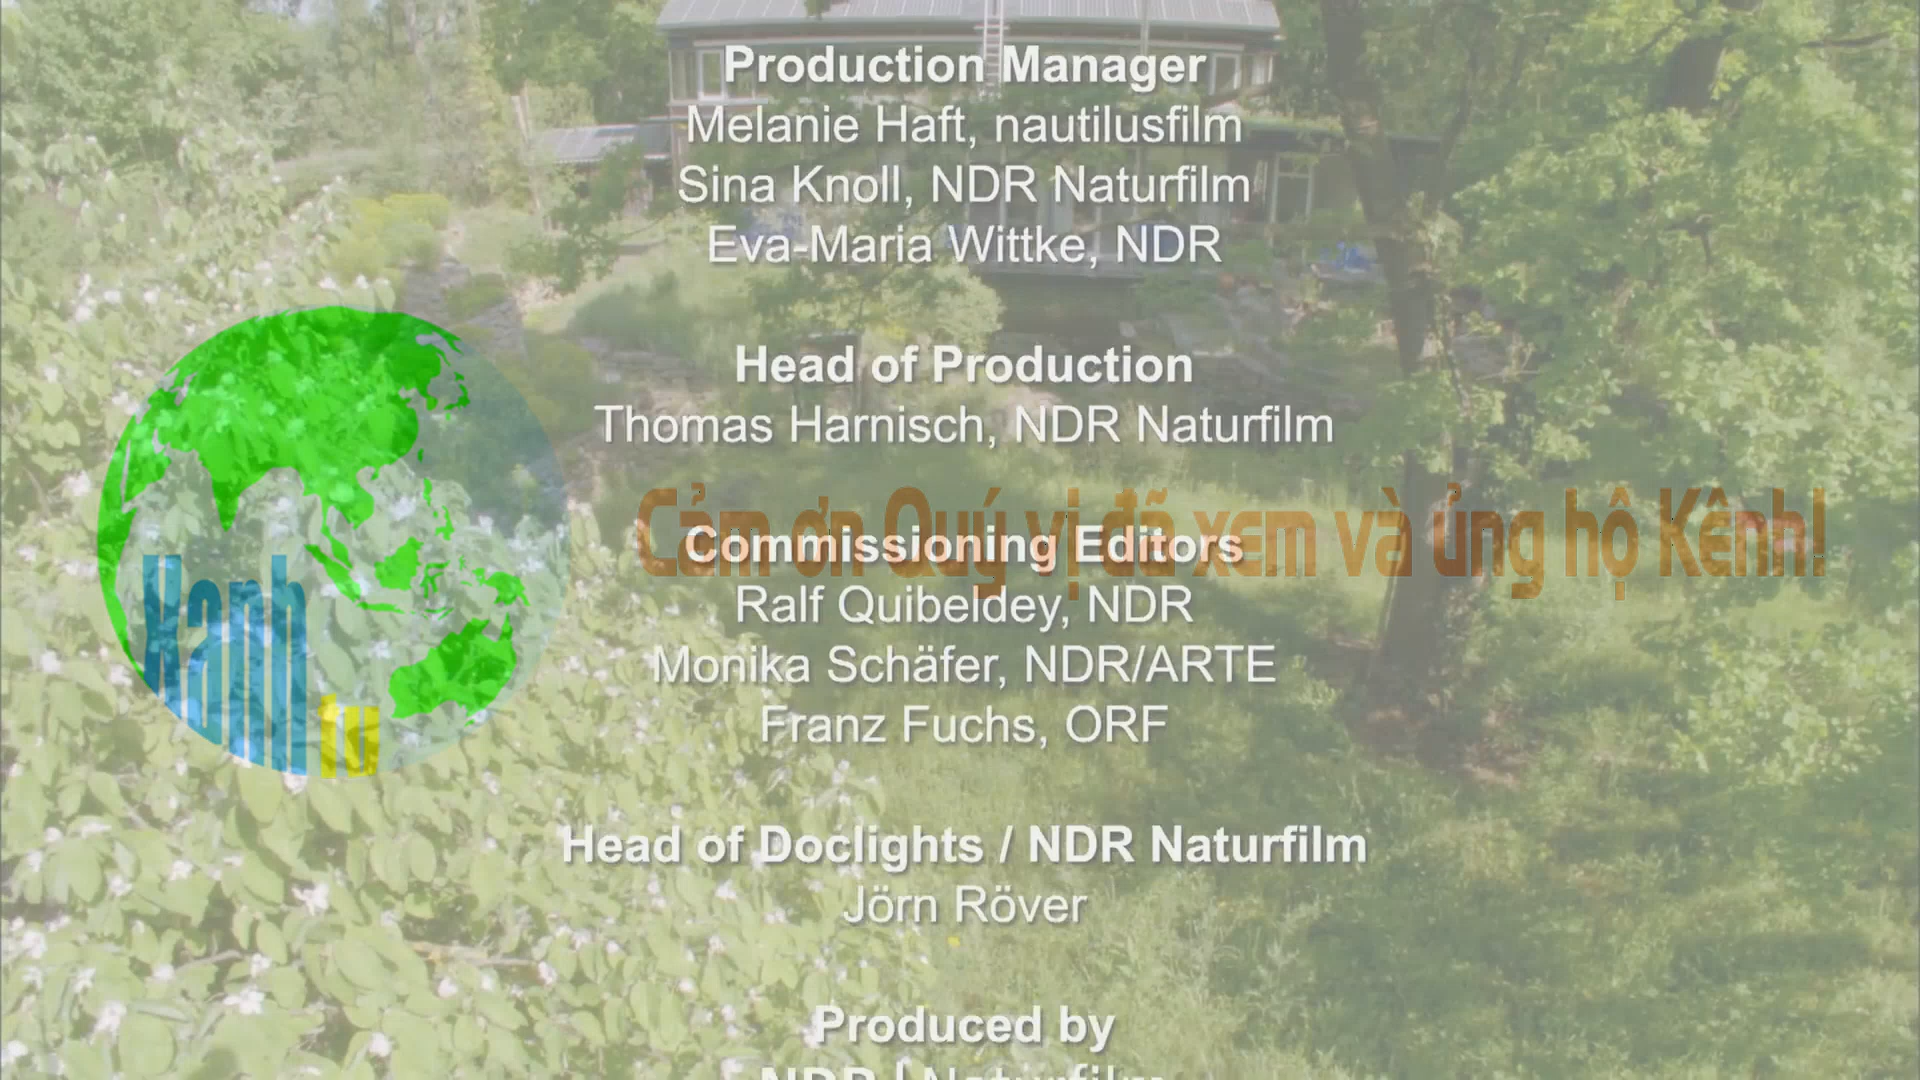 Production Manager
Melanie Haft, nautilusfilm
Sina Knoll, NDR Naturfilm
Eva-Maria Wittke, NDR
Head of Production
Thomas Harnisch, NDR Naturfilm
Cảm ơn Quý vị đã xem và ủng hộ Kênh!
Commissioning Editors
Ralf Quibeldey, NDR
Monika Schäfer, NDR/ARTE
Franz Fuchs, ORF
Xanh
tv
Head of Doclights / NDR Naturfilm
Jörn Röver
Produced by
NDR | Naturfilm